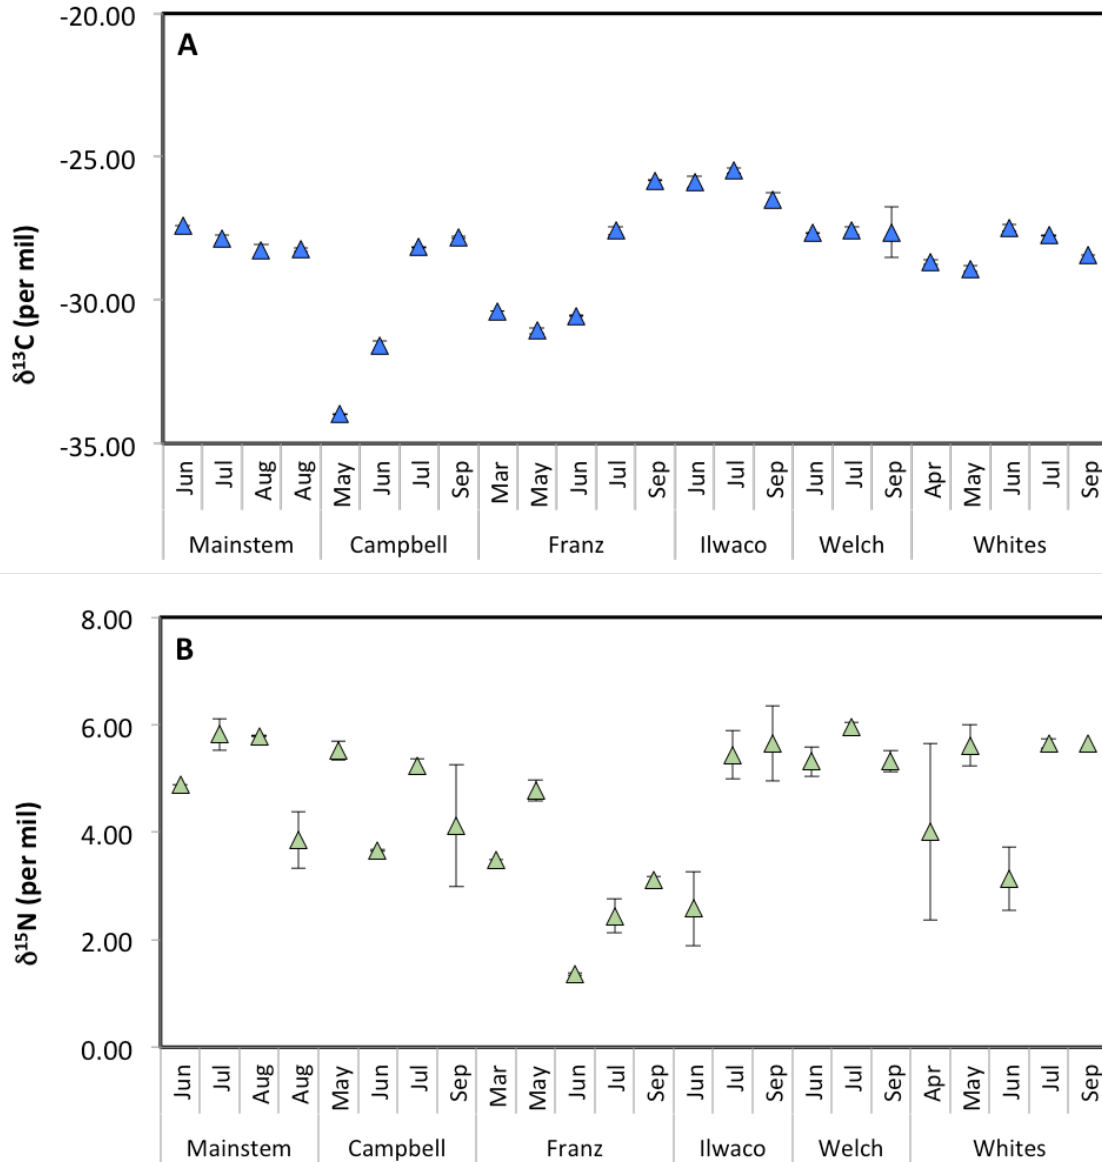 -20.00
A
-25.00
-30.00
-35.00
δ¹³C (per mil)
Jun Jul Aug Aug May Jun Jul Sep Mar May Jun Jul Sep Jun Jul Sep Jun Jul Sep Apr May Jun Jul Sep
Mainstem Campbell Franz Ilwaco Welch Whites
8.00
B
6.00
4.00
2.00
0.00
δ¹⁵N (per mil)
Jun Jul Aug Aug May Jun Jul Sep Mar May Jun Jul Sep Jun Jul Sep Jun Jul Sep Apr May Jun Jul Sep
Mainstem Campbell Franz Ilwaco Welch Whites